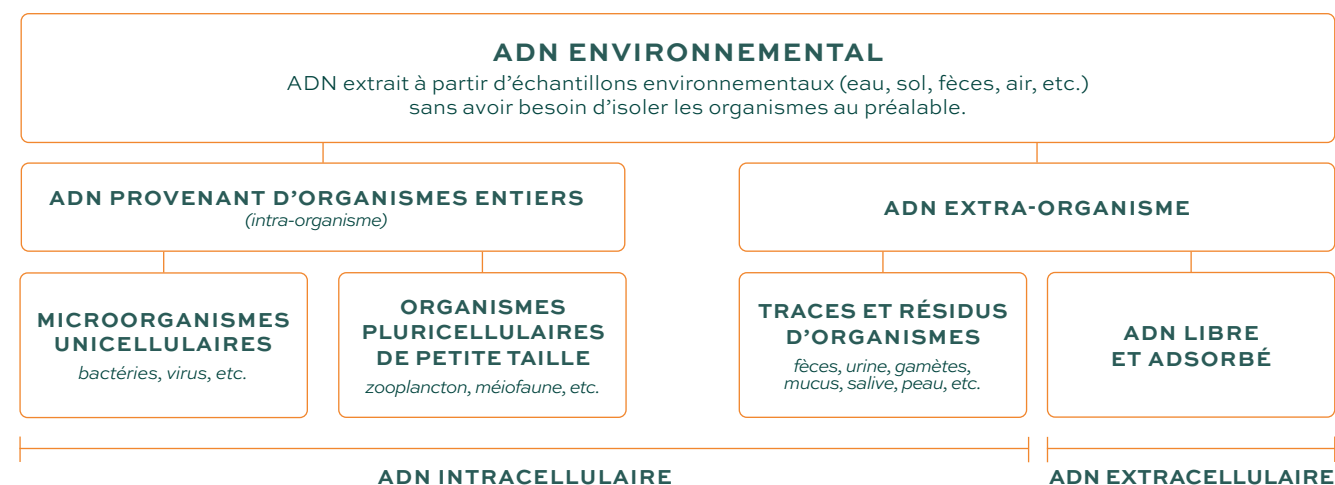 ADN ENVIRONNEMENTAL
ADN extrait à partir d’échantillons environnementaux (eau, sol, fèces, air, etc.)
sans avoir besoin d’isoler les organismes au préalable.
ADN PROVENANT D’ORGANISMES ENTIERS
(intra-organisme)
ADN EXTRA-ORGANISME
MICROORGANISMES
UNICELLULAIRES
bactéries, virus, etc.
ORGANISMES
PLURICELLULAIRES
DE PETITE TAILLE
zooplancton, méiofaune, etc.
TRACES ET RÉSIDUS
D’ORGANISMES
fèces, urine, gamètes,
mucus, salive, peau, etc.
ADN LIBRE
ET ADSORBÉ
ADN INTRACELLULAIRE
ADN EXTRACELLULAIRE